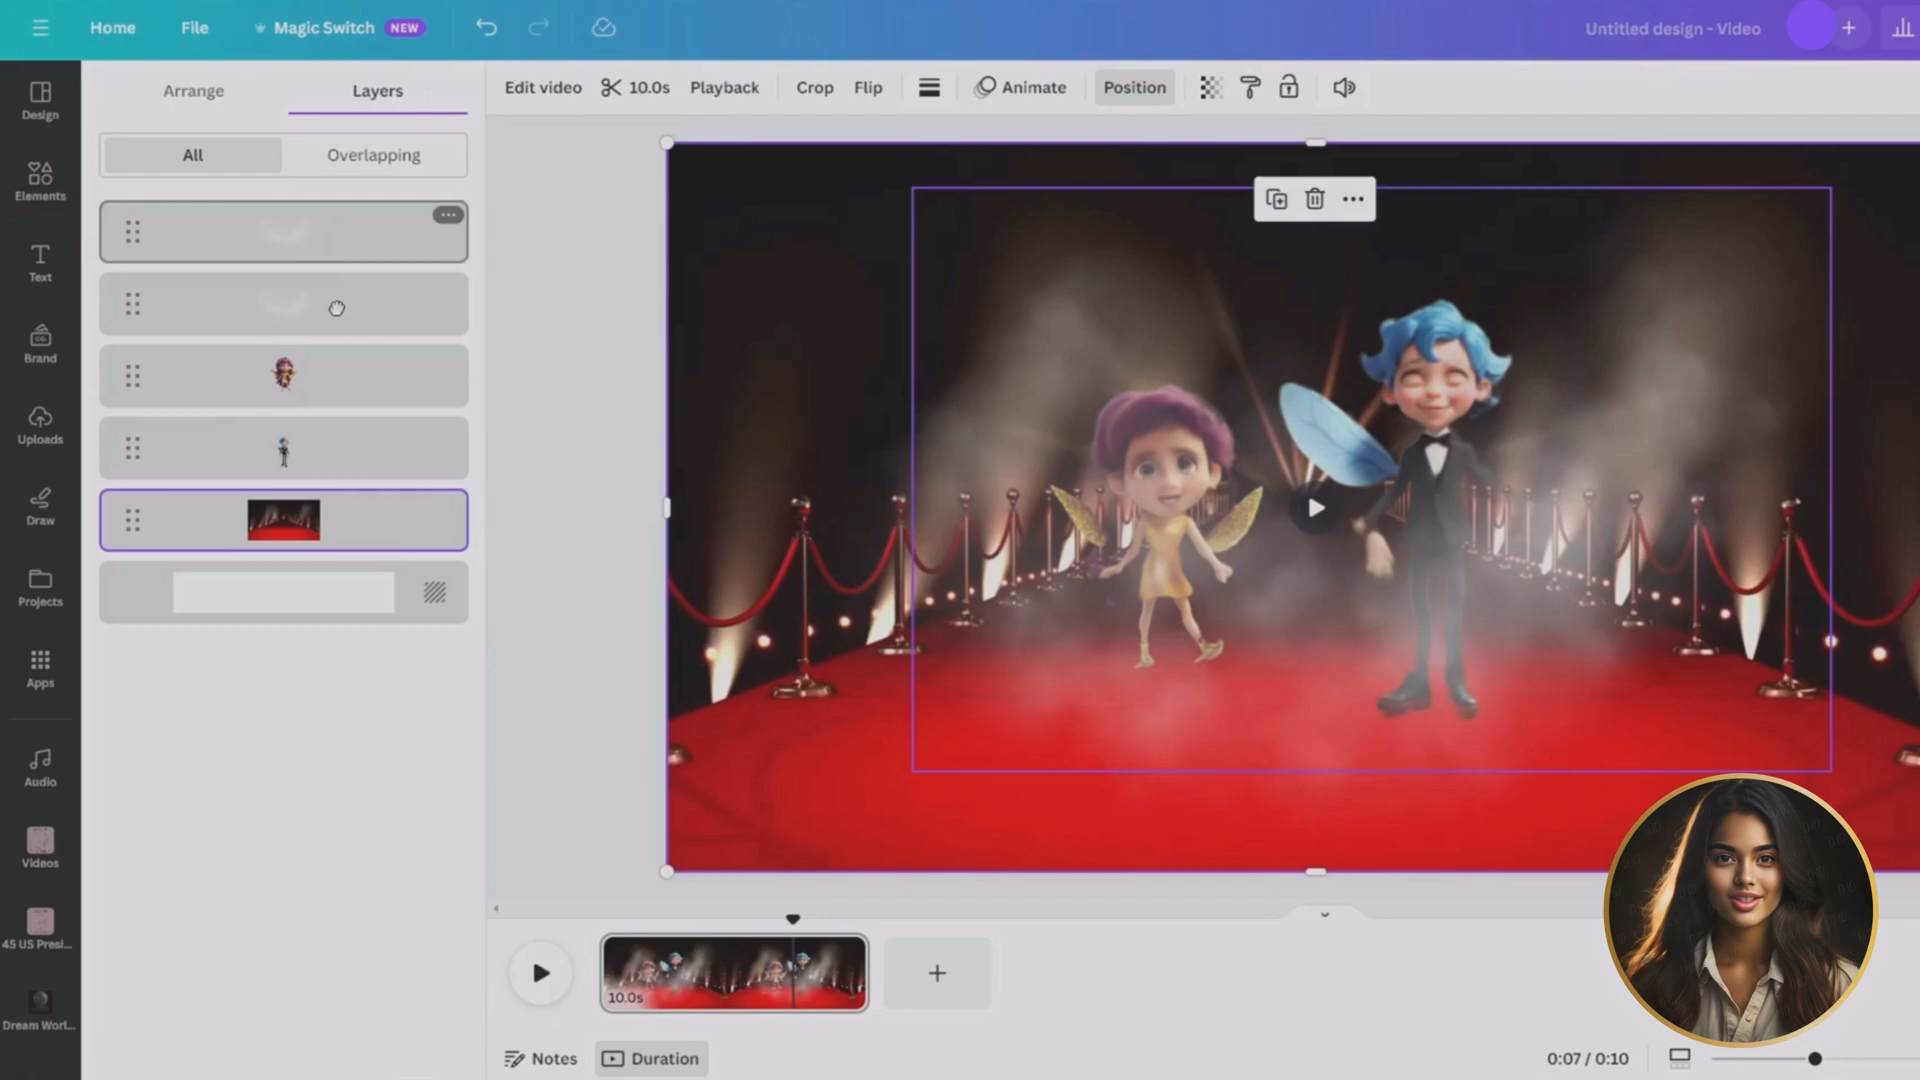 Home File Magic Switch NEW Untitled design - Video
Arrange Layers
All Overlapping
Edit video 10.0s Playback Crop Flip Animate Position
Design
Elements
Text
Brand
Uploads
Draw
Projects
Apps
Audio
Videos
45 US Presi...
Dream Worl...
10.0s
Notes Duration 0:07 / 0:10